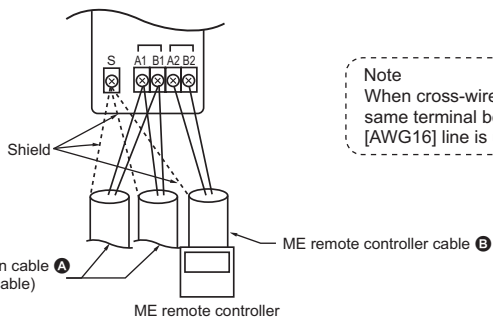 S A1 B1 A2 B2
Note
When cross-wire
same terminal b
[AWG16] line is
Shield
ME remote controller cable B
n cable A
able)
ME remote controller